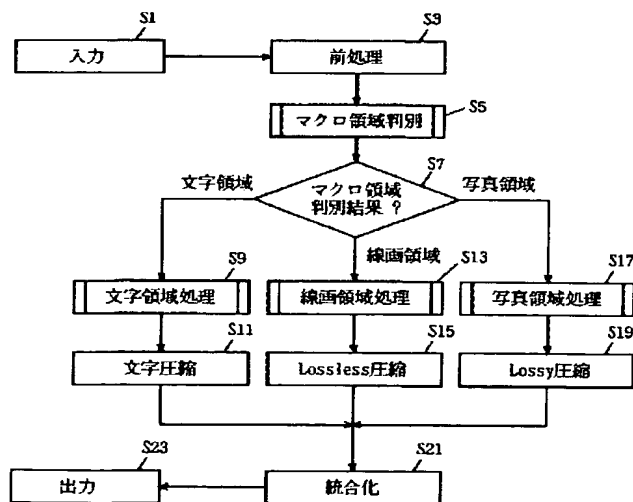 S1
入力
S3
前処理
S5
マクロ領域判別
S7
マクロ領域
判別結果 ?
文字領域
写真領域
線画領域
S9
文字領域処理
S13
線画領域処理
S17
写真領域処理
S11
文字圧縮
S15
Lossless圧縮
S19
Lossy圧縮
S23
出力
S21
統合化